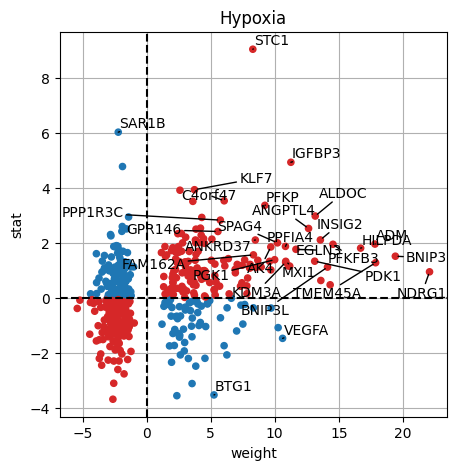 Hypoxia
STC1
SAR1B
IGFBP3
KLF7
C4orf47
PFKP
ALDOC
PPP1R3C
ANGPTL4
GPR146
SPAG4
INSIG2
PPFIA4
ADM
HILPDA
ANKRD37
EGLN3
FAM162A
PFKFB3
BNIP3
PGK1
AK4
MXI1
PDK1
KDM3A
TMEM45A
NDRG1
BNIP3L
VEGFA
BTG1
8
6
4
2
0
−2
−4
stat
−5
0
5
10
15
20
weight